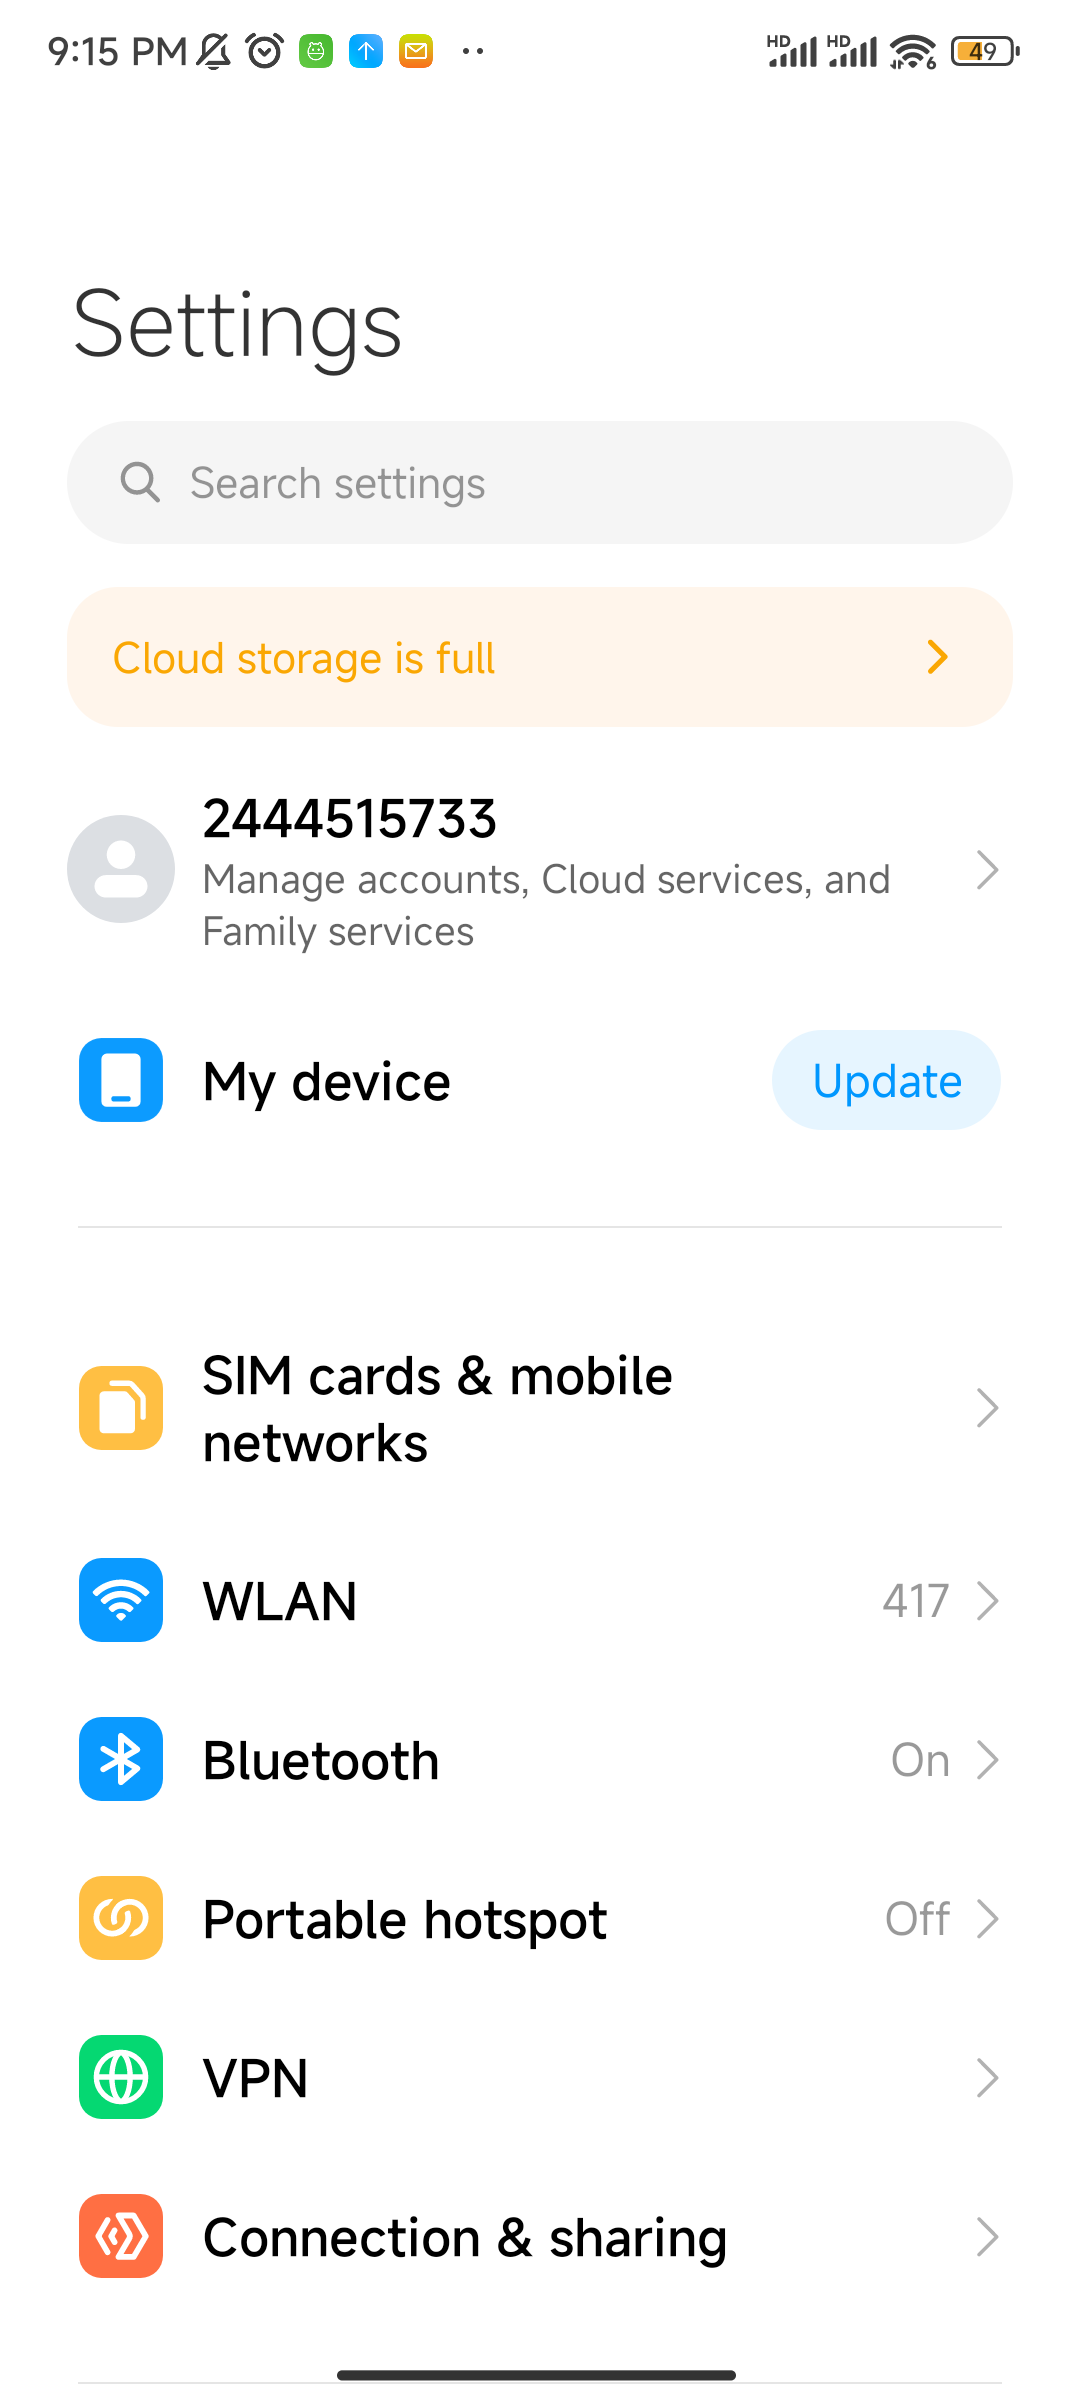 9:15 PM
HD HD 6 49
Settings
Search settings
Cloud storage is full
2444515733
Manage accounts, Cloud services, and
Family services
My device
Update
SIM cards & mobile
networks
WLAN
417
Bluetooth
On
Portable hotspot
Off
VPN
Connection & sharing